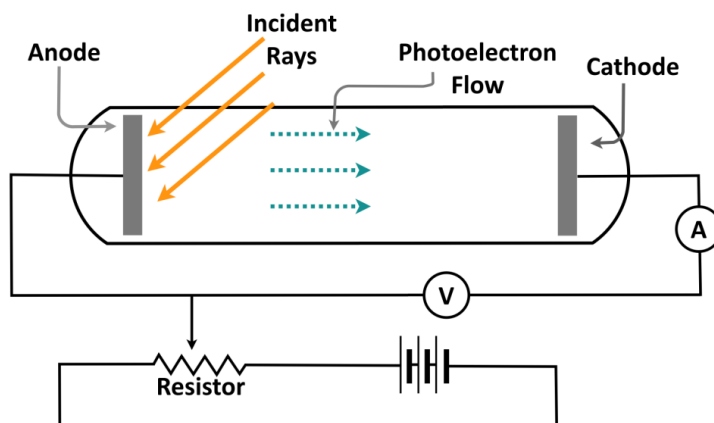 Incident
Rays
Anode
Photoelectron
Flow
Cathode
A
V
Resistor